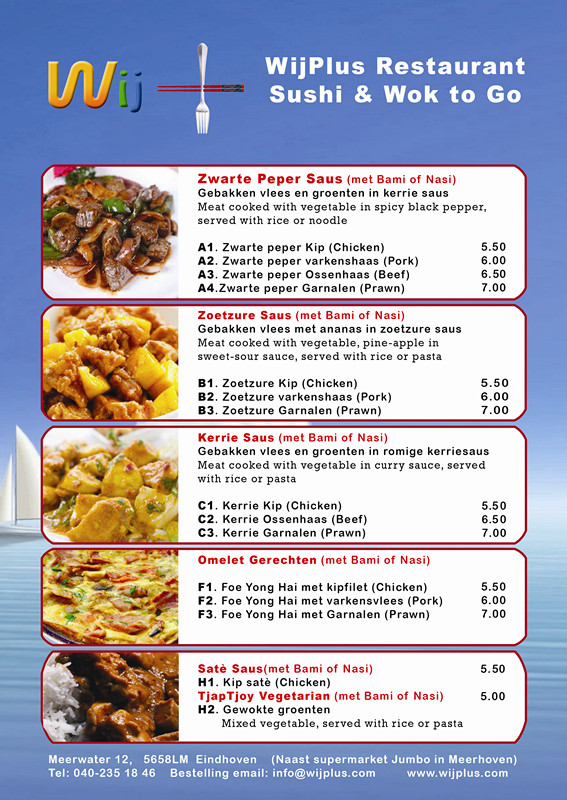 Wij
WijPlus Restaurant
Sushi & Wok to Go
Zwarte Peper Saus (met Bami of Nasi)
Gebakken vlees en groenten in kerrie saus
Meat cooked with vegetable in spicy black pepper,
served with rice or noodle
A1. Zwarte peper Kip (Chicken) 5.50
A2. Zwarte peper varkenshaas (Pork) 6.00
A3. Zwarte peper Ossenhaas (Beef) 6.50
A4.Zwarte peper Garnalen (Prawn) 7.00
Zoetzure Saus (met Bami of Nasi)
Gebakken vlees met ananas in zoetzure saus
Meat cooked with vegetable, pine-apple in
sweet-sour sauce, served with rice or pasta
B1. Zoetzure Kip (Chicken) 5.50
B2. Zoetzure varkenshaas (Pork) 6.00
B3. Zoetzure Garnalen (Prawn) 7.00
Kerrie Saus (met Bami of Nasi)
Gebakken vlees en groenten in romige kerriesaus
Meat cooked with vegetable in curry sauce, served
with rice or pasta
C1. Kerrie Kip (Chicken) 5.50
C2. Kerrie Ossenhaas (Beef) 6.50
C3. Kerrie Garnalen (Prawn) 7.00
Omelet Gerechten (met Bami of Nasi)
F1. Foe Yong Hai met kipfilet (Chicken) 5.50
F2. Foe Yong Hai met varkensvlees (Pork) 6.00
F3. Foe Yong Hai met Garnalen (Prawn) 7.00
Satè Saus(met Bami of Nasi) 5.50
H1. Kip satè (Chicken)
TjapTjoy Vegetarian (met Bami of Nasi) 5.00
H2. Gewokte groenten
Mixed vegetable, served with rice or pasta
Meerwater 12, 5658LM Eindhoven (Naast supermarket Jumbo in Meerhoven)
Tel: 040-235 18 46 Bestelling email: info@wijplus.com www.wijplus.com